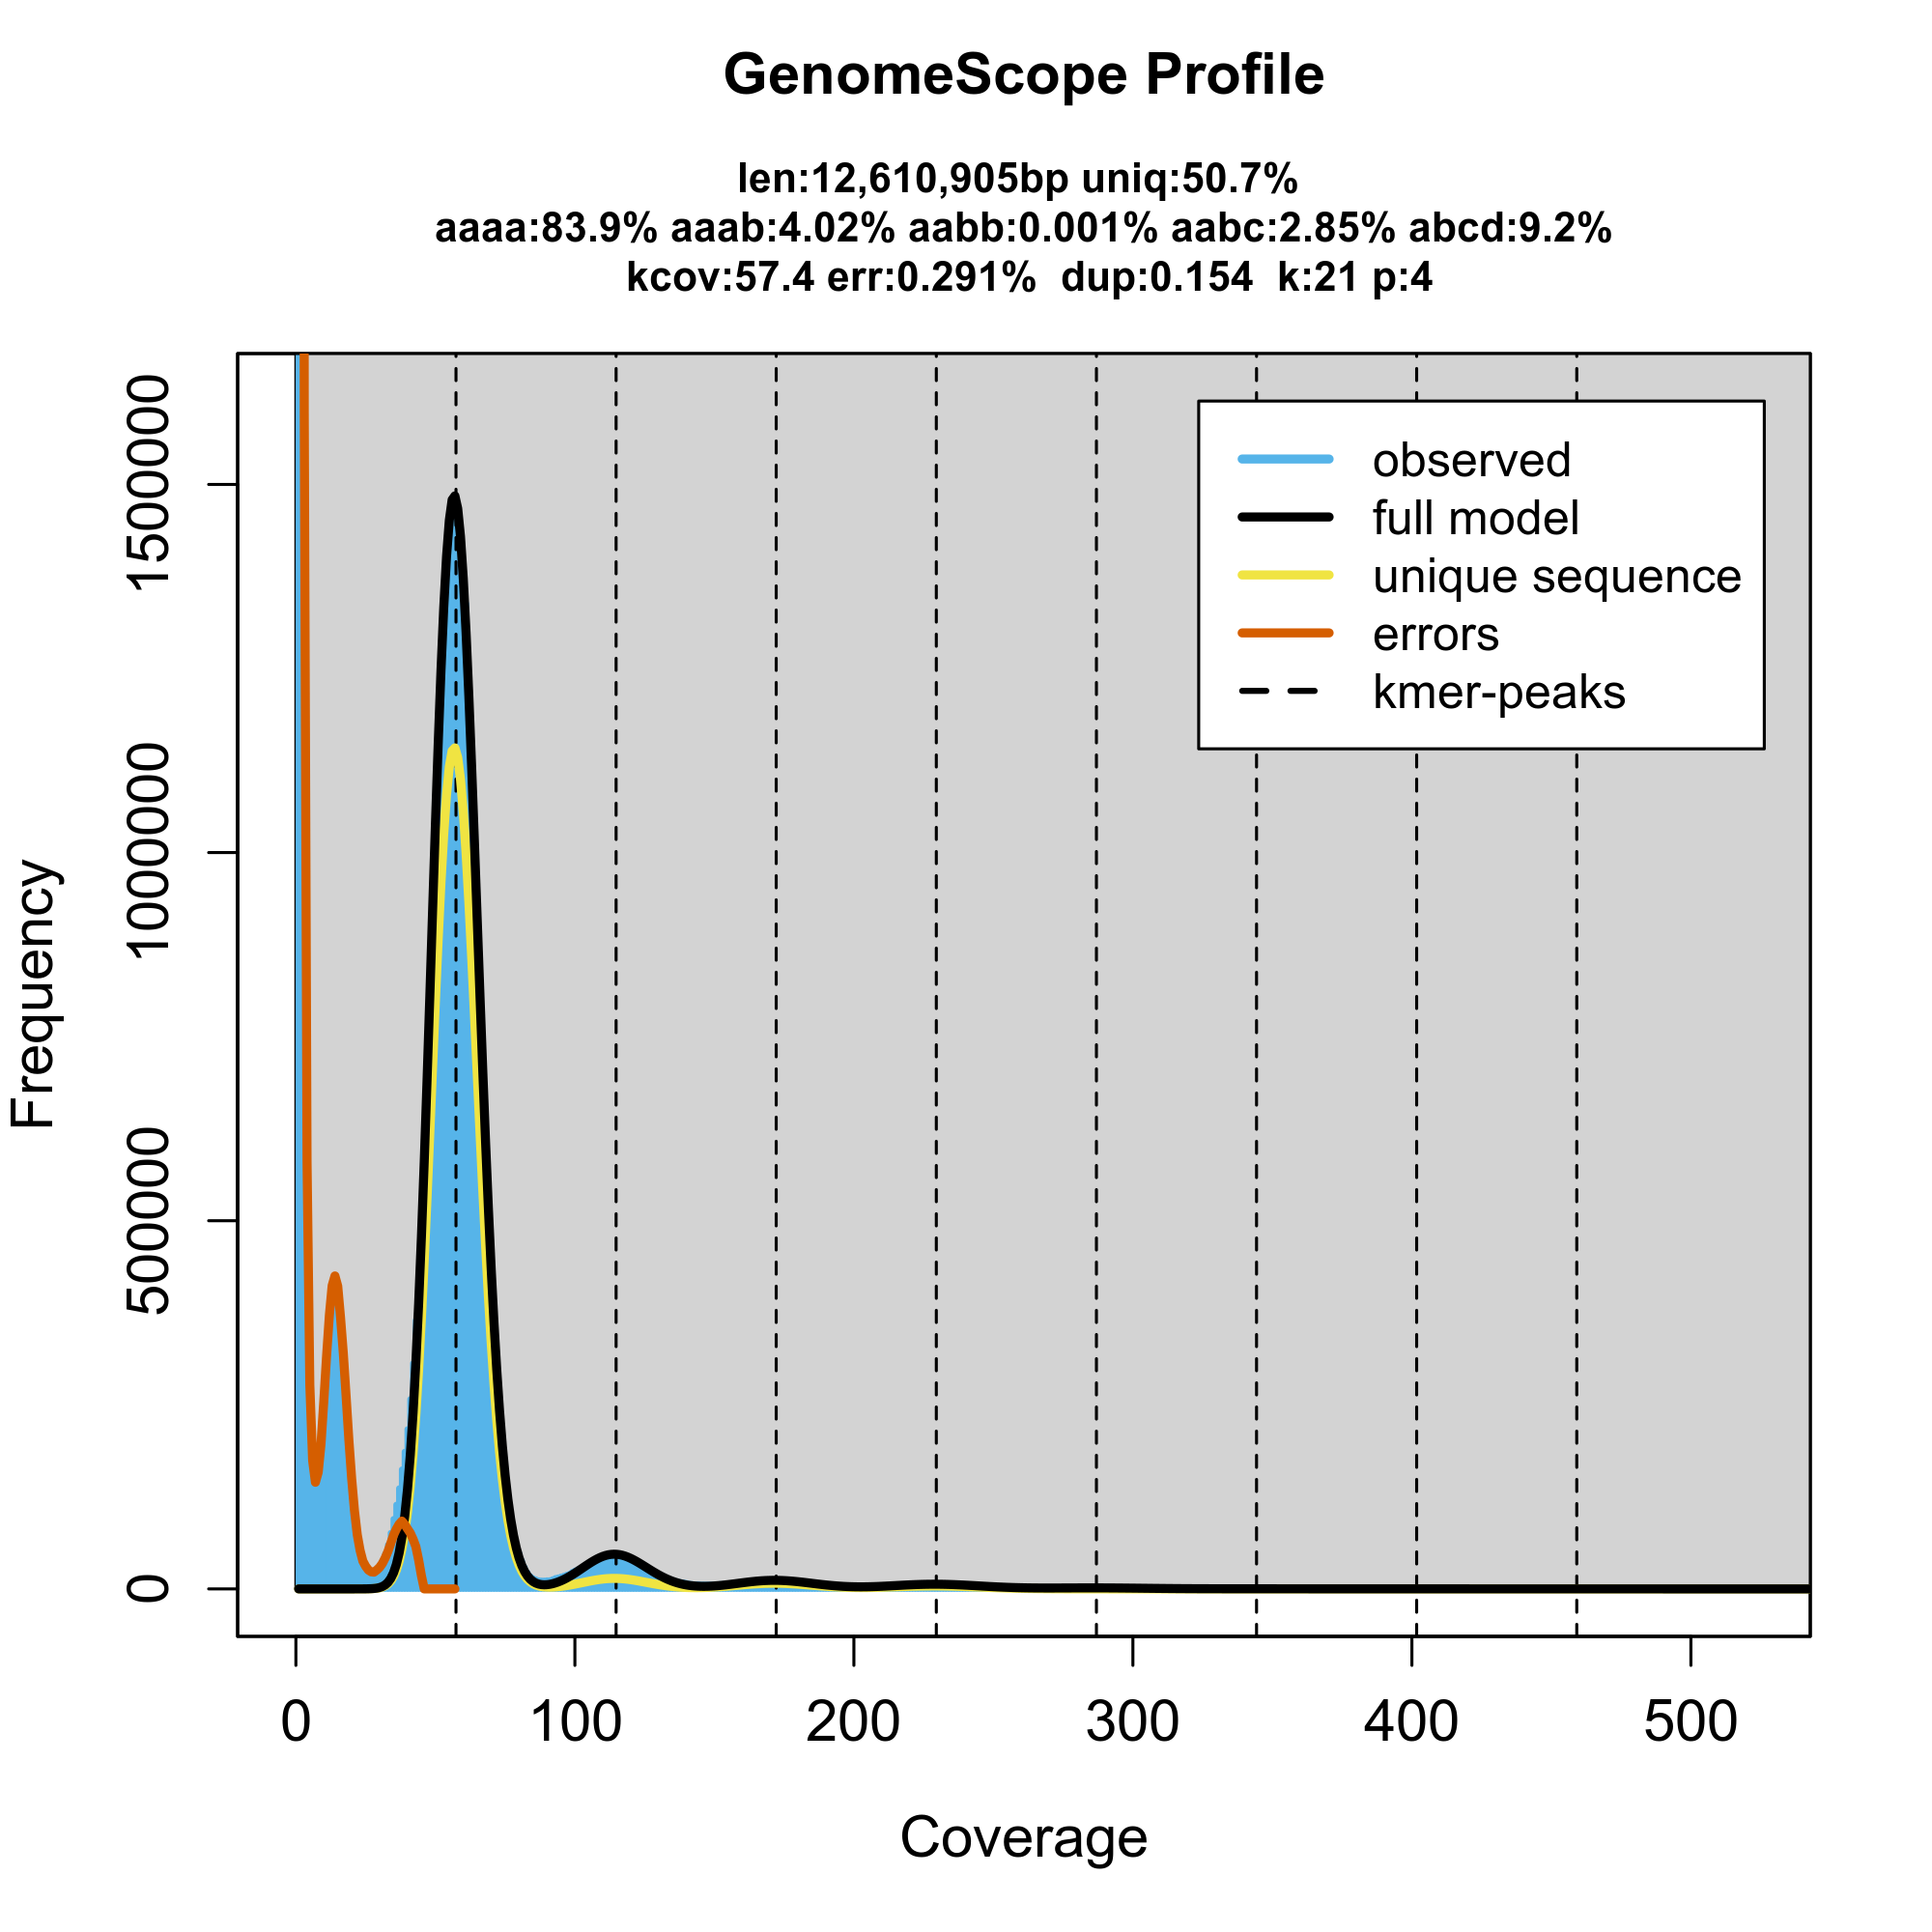 GenomeScope Profile
len:12,610,905bp uniq:50.7%
aaaa:83.9% aaab:4.02% aabb:0.001% aabc:2.85% abcd:9.2%
kcov:57.4 err:0.291% dup:0.154 k:21 p:4
observed
full model
unique sequence
errors
kmer-peaks
Frequency
1500000
1000000
500000
0
0 100 200 300 400 500
Coverage